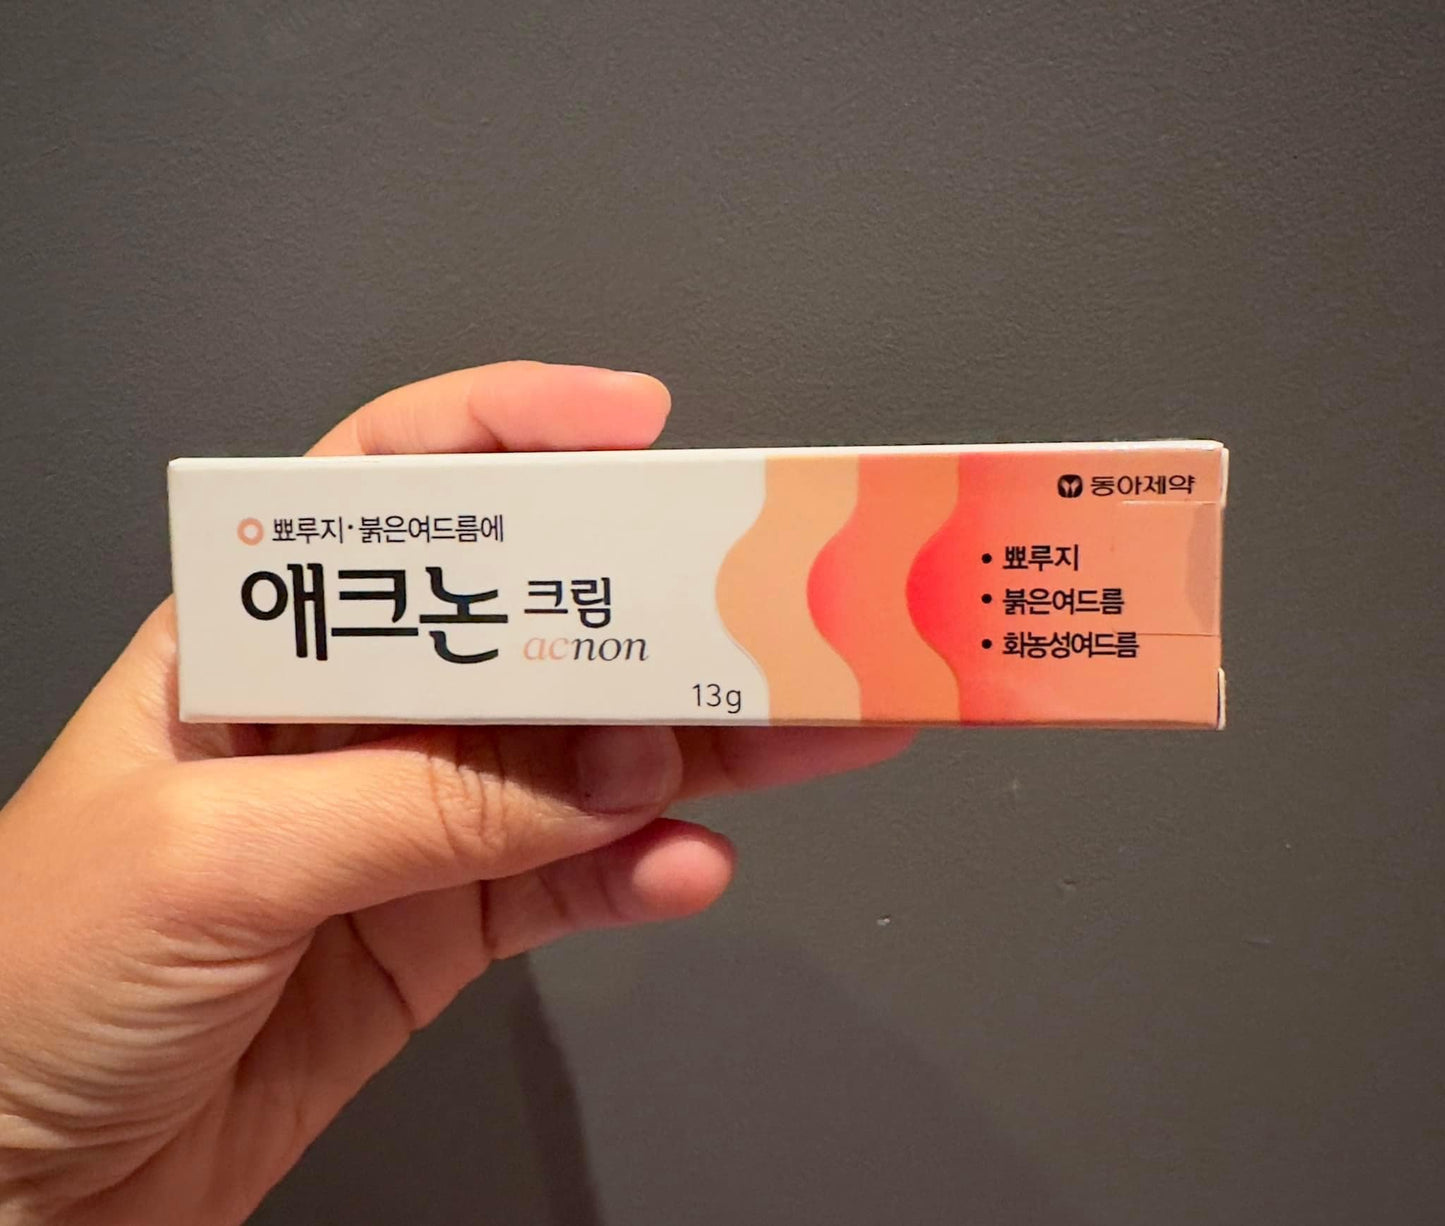 뾰루지·붉은여드름에
애크논 크림
acnon
13g
동아제약
• 뾰루지
• 붉은여드름
• 화농성여드름